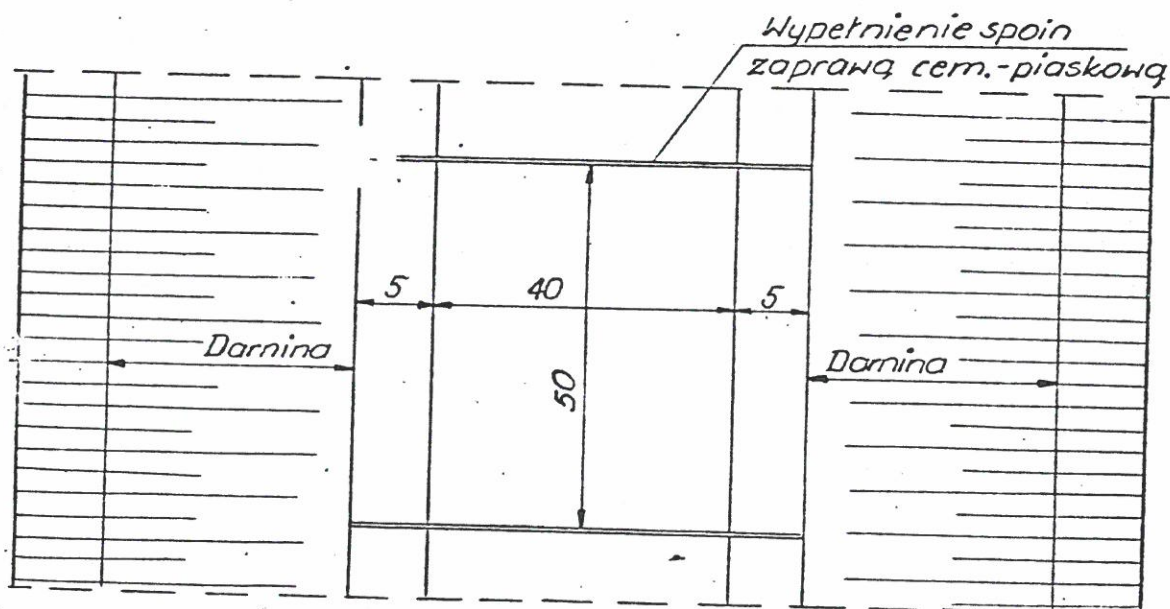 Wypełnienie spoin
zaprawą cem.-piaskową
5
40
5
Darnina
50
Darnina